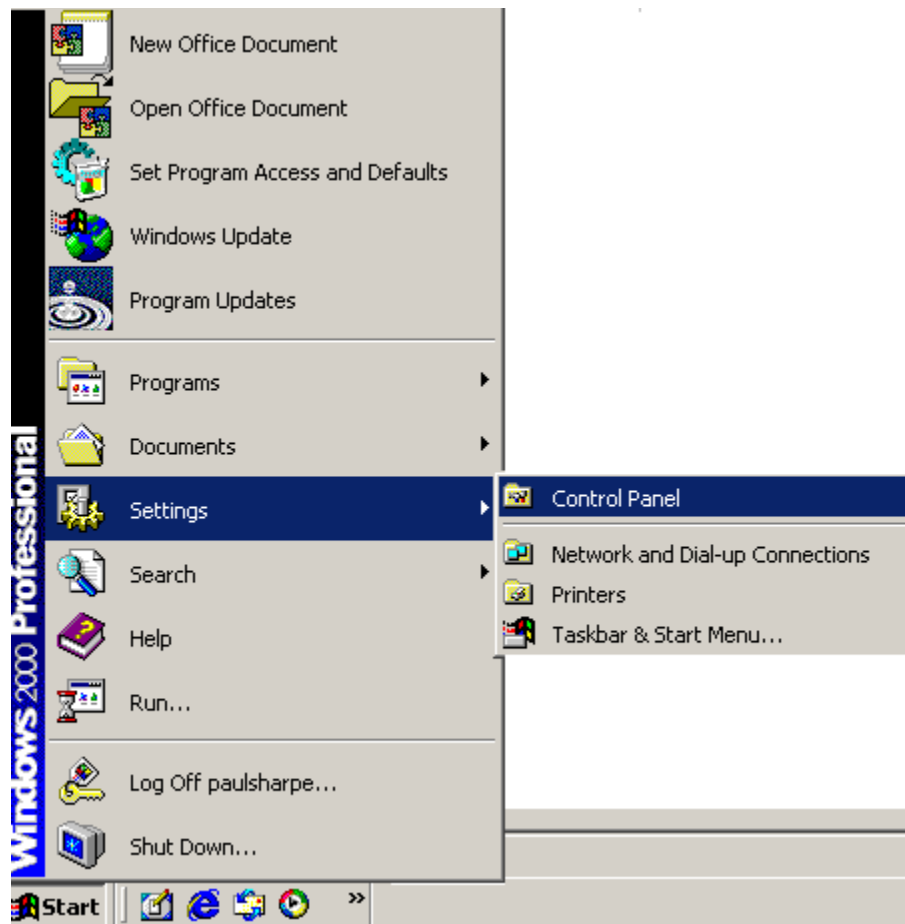 New Office Document
Open Office Document
Set Program Access and Defaults
Windows Update
Program Updates
Programs
Documents
Settings
Control Panel
Network and Dial-up Connections
Printers
Taskbar & Start Menu...
Search
Help
Run...
Log Off paulsharpe...
Shut Down...
Windows 2000 Professional
Start
»